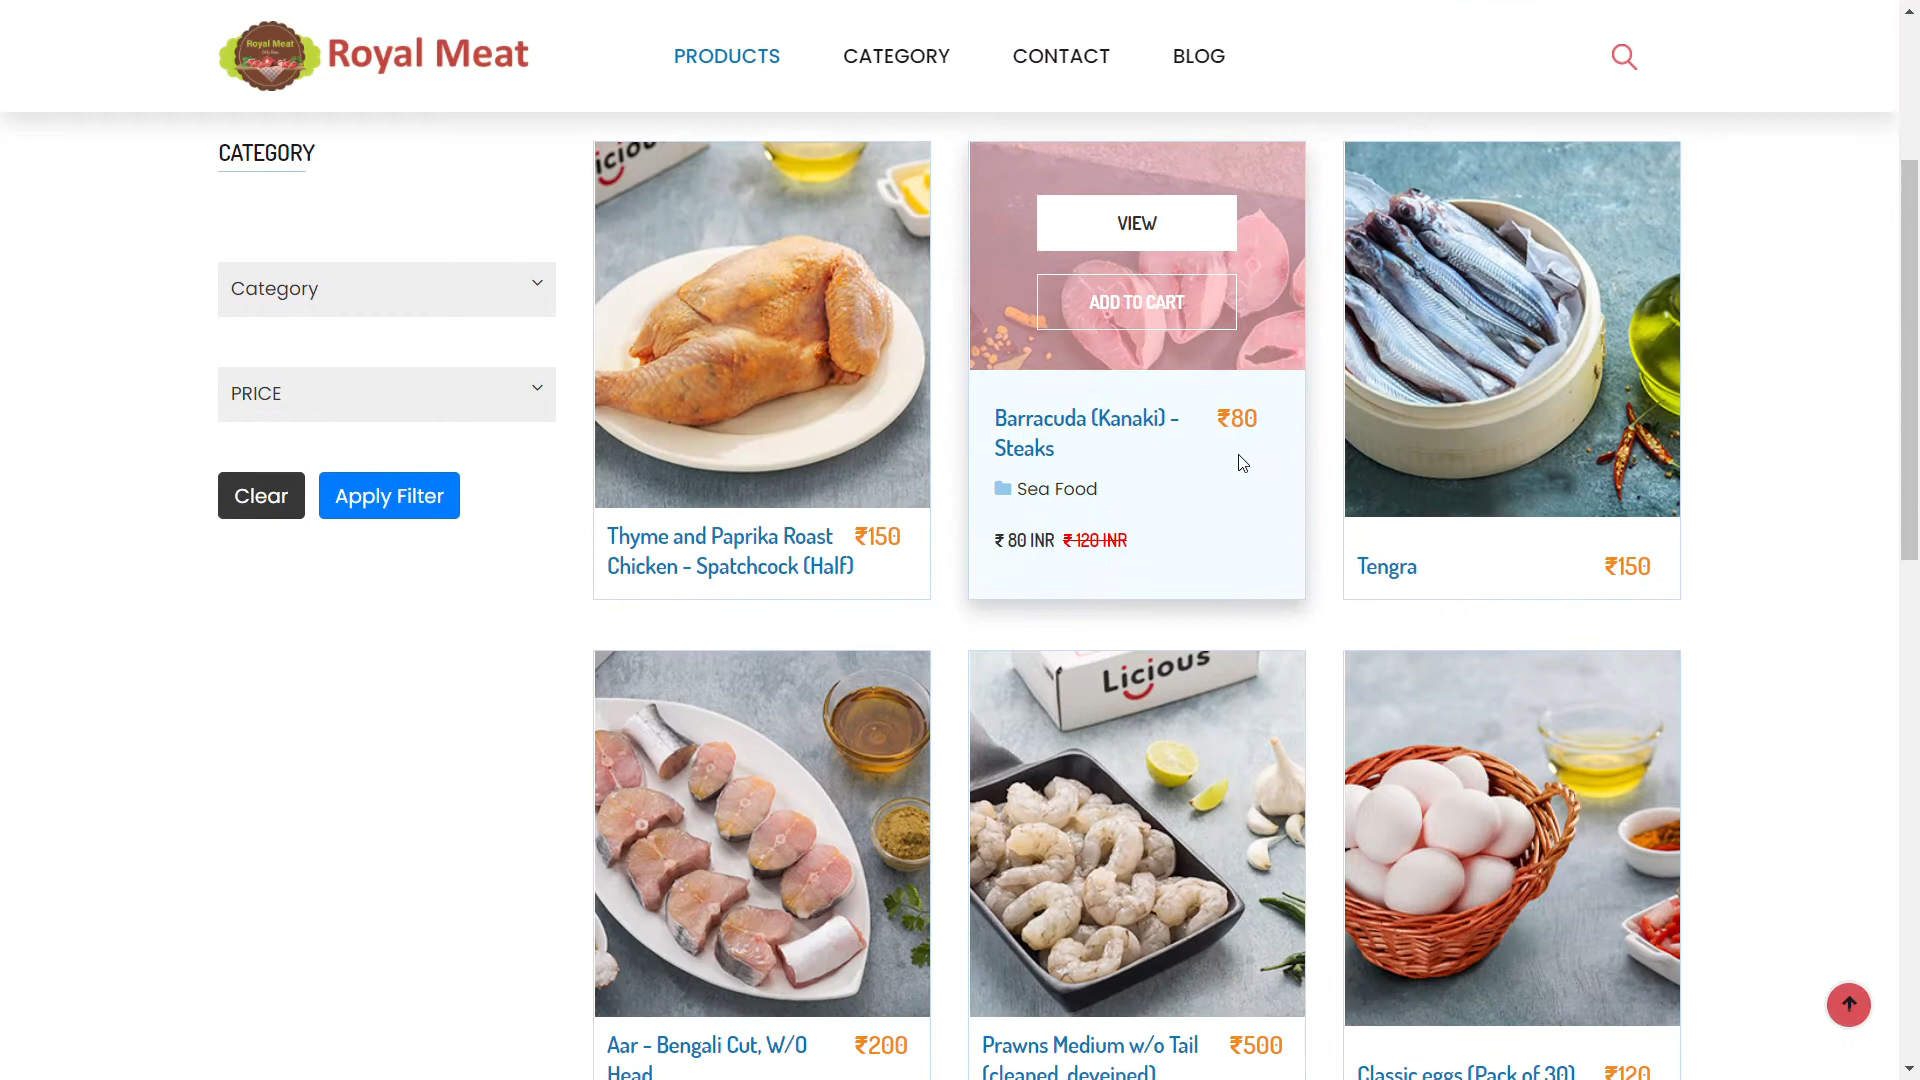 Royal Meat
Royal Meat
PRODUCTS
CATEGORY
CONTACT
BLOG
CATEGORY
Category
PRICE
Clear
Apply Filter
Thyme and Paprika Roast
Chicken - Spatchcock (Half)
₹150
VIEW
ADD TO CART
Barracuda (Kanaki) -
Steaks
₹80
Sea Food
₹ 80 INR ₹ 120 INR
Tengra
₹150
Aar - Bengali Cut, W/O
Head
₹200
Licious
Prawns Medium w/o Tail
(cleaned, deveined)
₹500
Classic eggs (Pack of 30)
₹120